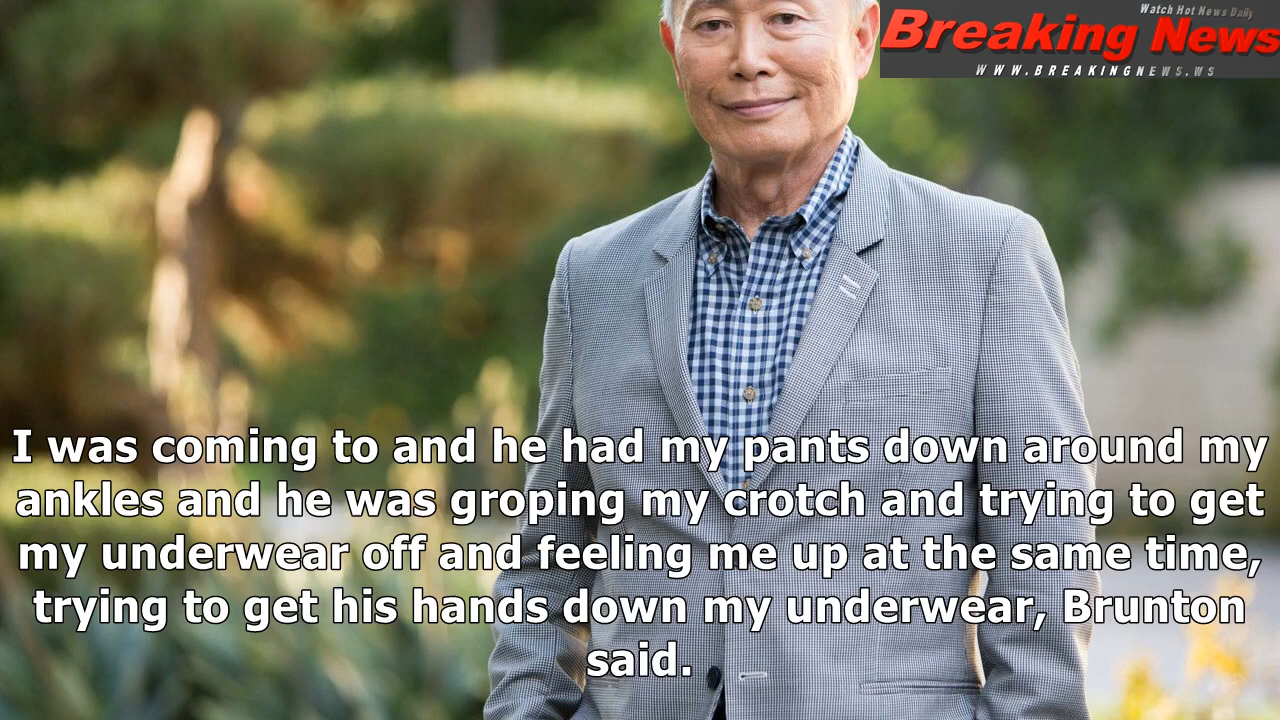 Watch Hot News Daily
Breaking News
WWW.BREAKINGNEWS.WS
I was coming to and he had my pants down around my
ankles and he was groping my crotch and trying to get
my underwear off and feeling me up at the same time,
trying to get his hands down my underwear, Brunton
said.